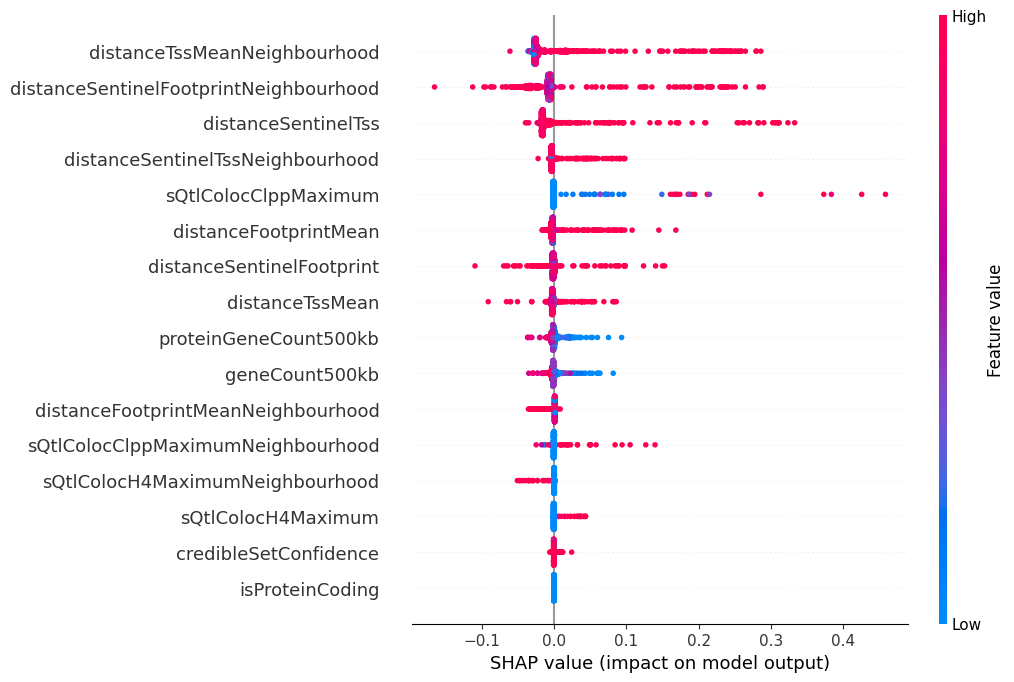 High
distanceTssMeanNeighbourhood
distanceSentinelFootprintNeighbourhood
distanceSentinelTss
distanceSentinelTssNeighbourhood
sQtlColocClppMaximum
distanceFootprintMean
distanceSentinelFootprint
distanceTssMean
proteinGeneCount500kb
geneCount500kb
distanceFootprintMeanNeighbourhood
sQtlColocClppMaximumNeighbourhood
sQtlColocH4MaximumNeighbourhood
sQtlColocH4Maximum
credibleSetConfidence
isProteinCoding
Feature value
Low
−0.1 0.0 0.1 0.2 0.3 0.4
SHAP value (impact on model output)